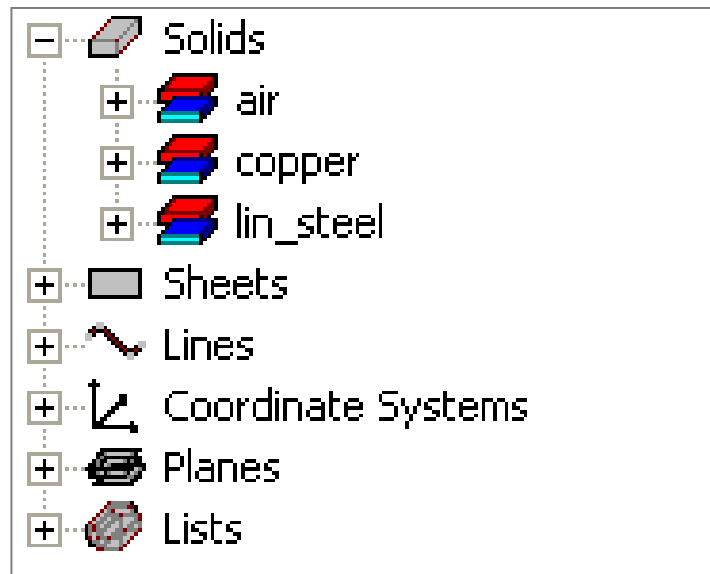 Solids
air
copper
lin_steel
Sheets
Lines
Coordinate Systems
Planes
Lists